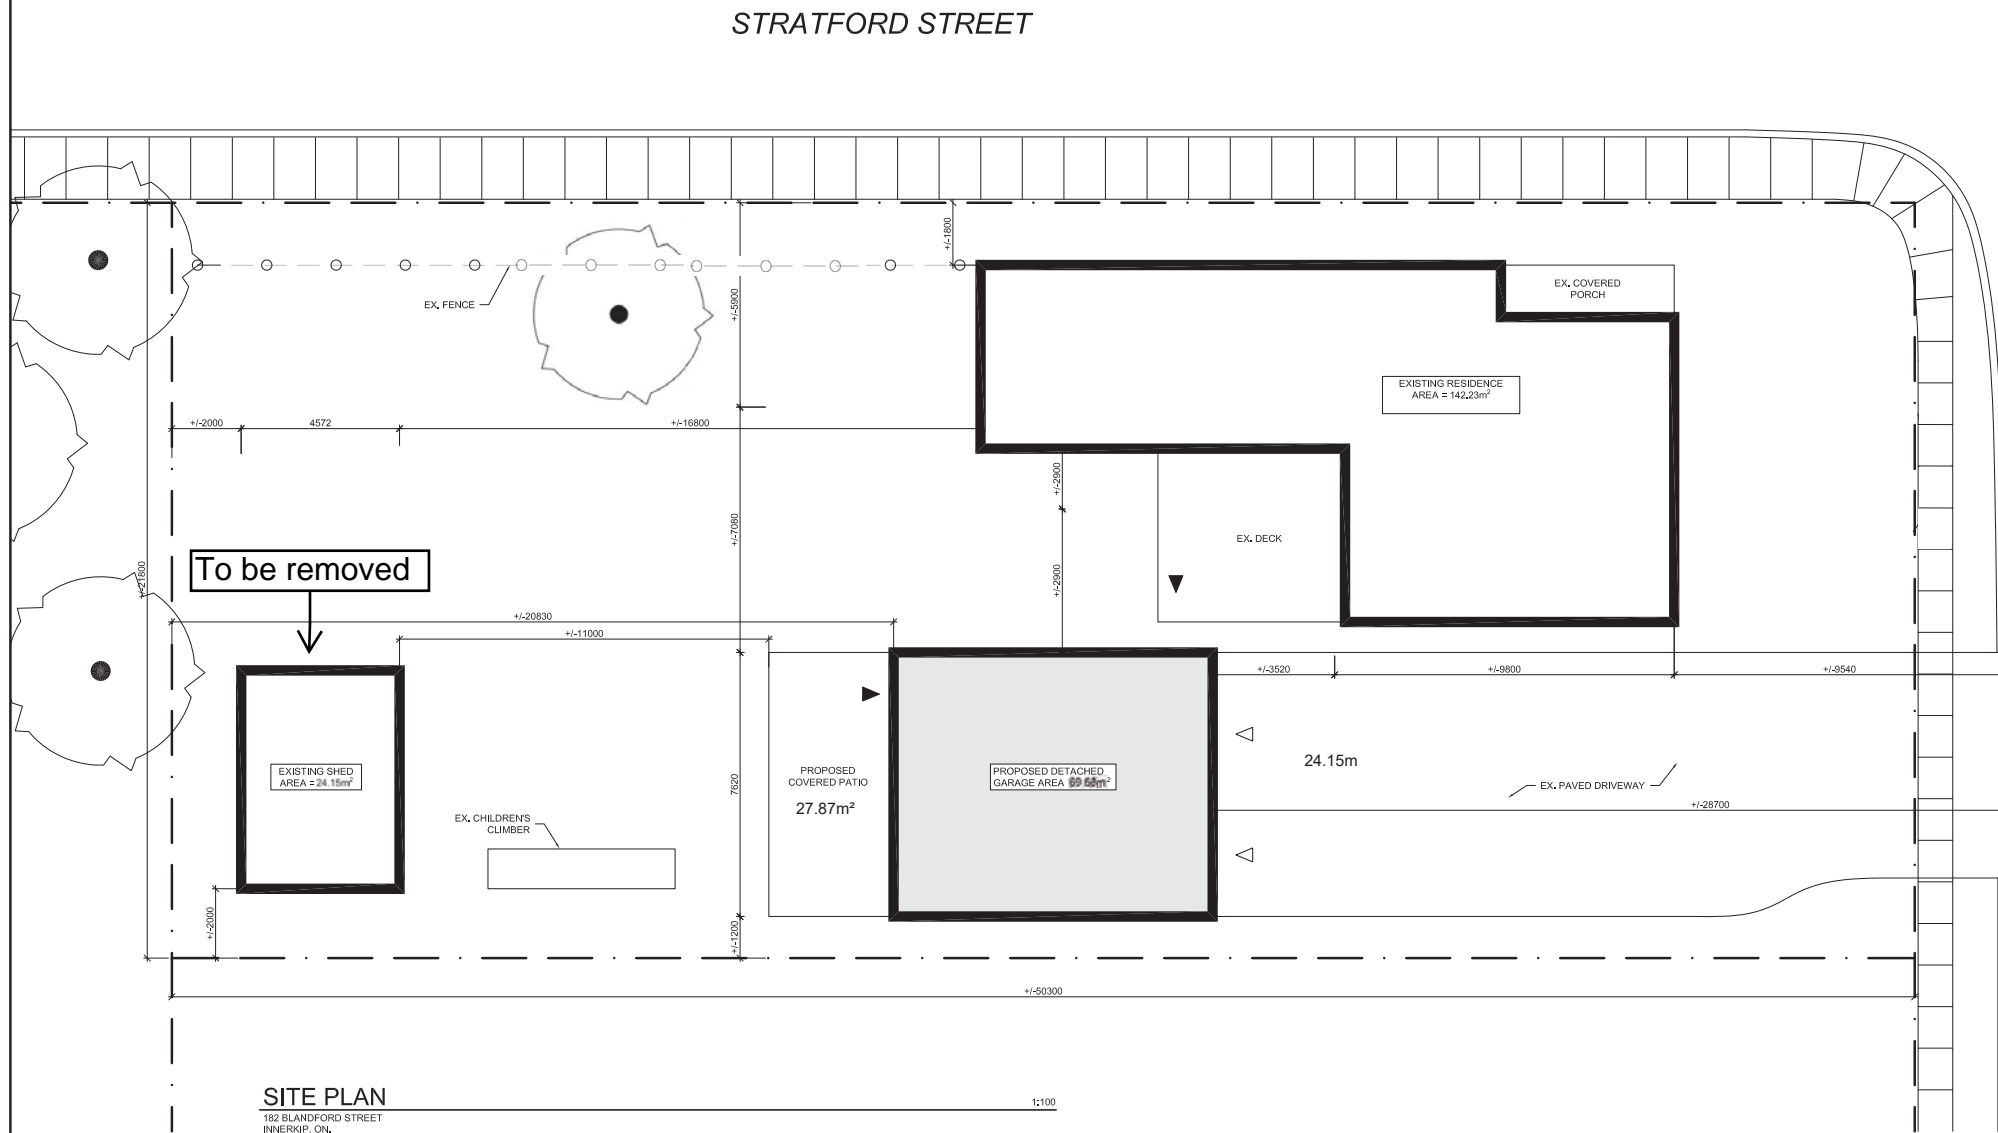 STRATFORD STREET
+/-1800
EX. COVERED
PORCH
EX. FENCE
+/-5900
EXISTING RESIDENCE
AREA = 142.23m²
+/-2000
4572
+/-16800
+/-2900
+/-7080
EX. DECK
To be removed
+/-21800
+/-2900
+/-20830
+/-11000
+/-3520
+/-9800
+/-9540
24.15m
EXISTING SHED
AREA = 24.15m²
PROPOSED
COVERED PATIO
27.87m²
7620
PROPOSED DETACHED
GARAGE AREA
EX. PAVED DRIVEWAY
+/-28700
EX. CHILDREN'S
CLIMBER
+/-2000
+/-1200
+/-50300
SITE PLAN
1:100
182 BLANDFORD STREET
INNERKIP, ON.